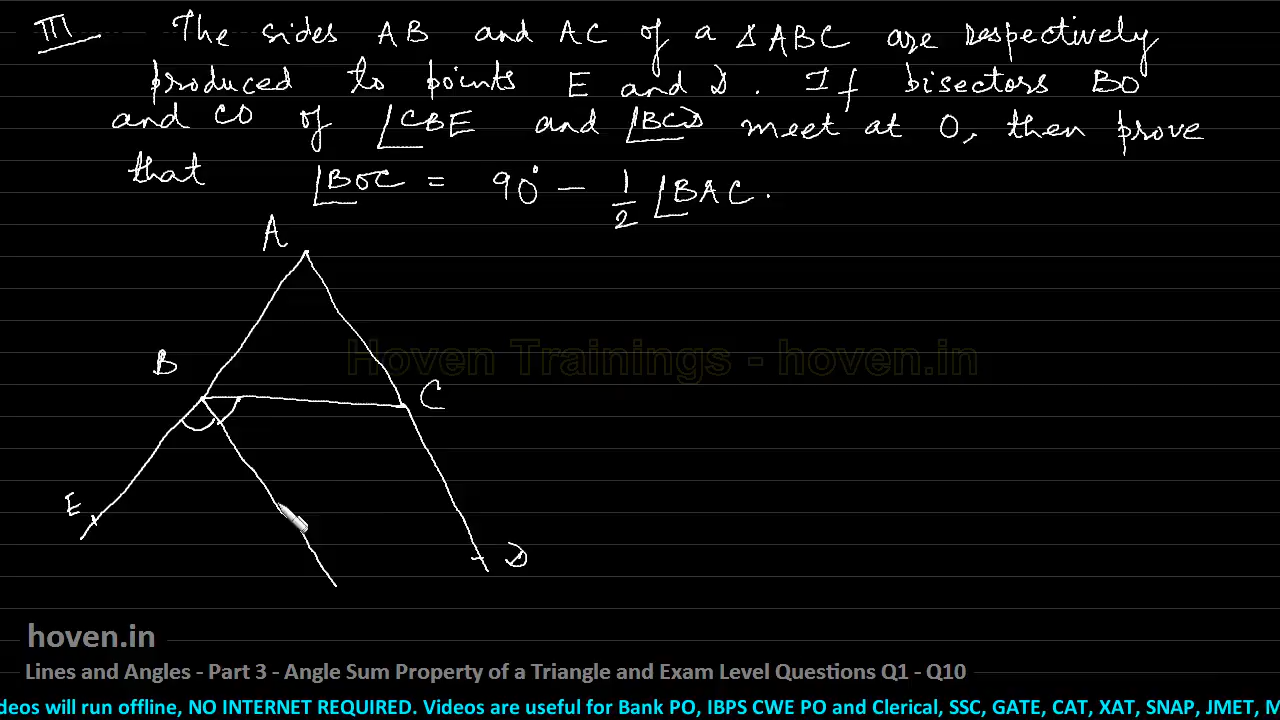 III The sides AB and AC of a ΔABC are respectively
produced to points E and D. If bisectors BO
and CO of ∠CBE and ∠BCD meet at O, then prove
that ∠BOC = 90° - 1/2 ∠BAC.
A
Hoven Trainings - hoven.in
B
C
E
D
hoven.in
Lines and Angles - Part 3 - Angle Sum Property of a Triangle and Exam Level Questions Q1 - Q10
deos will run offline, NO INTERNET REQUIRED. Videos are useful for Bank PO, IBPS CWE PO and Clerical, SSC, GATE, CAT, XAT, SNAP, JMET, M